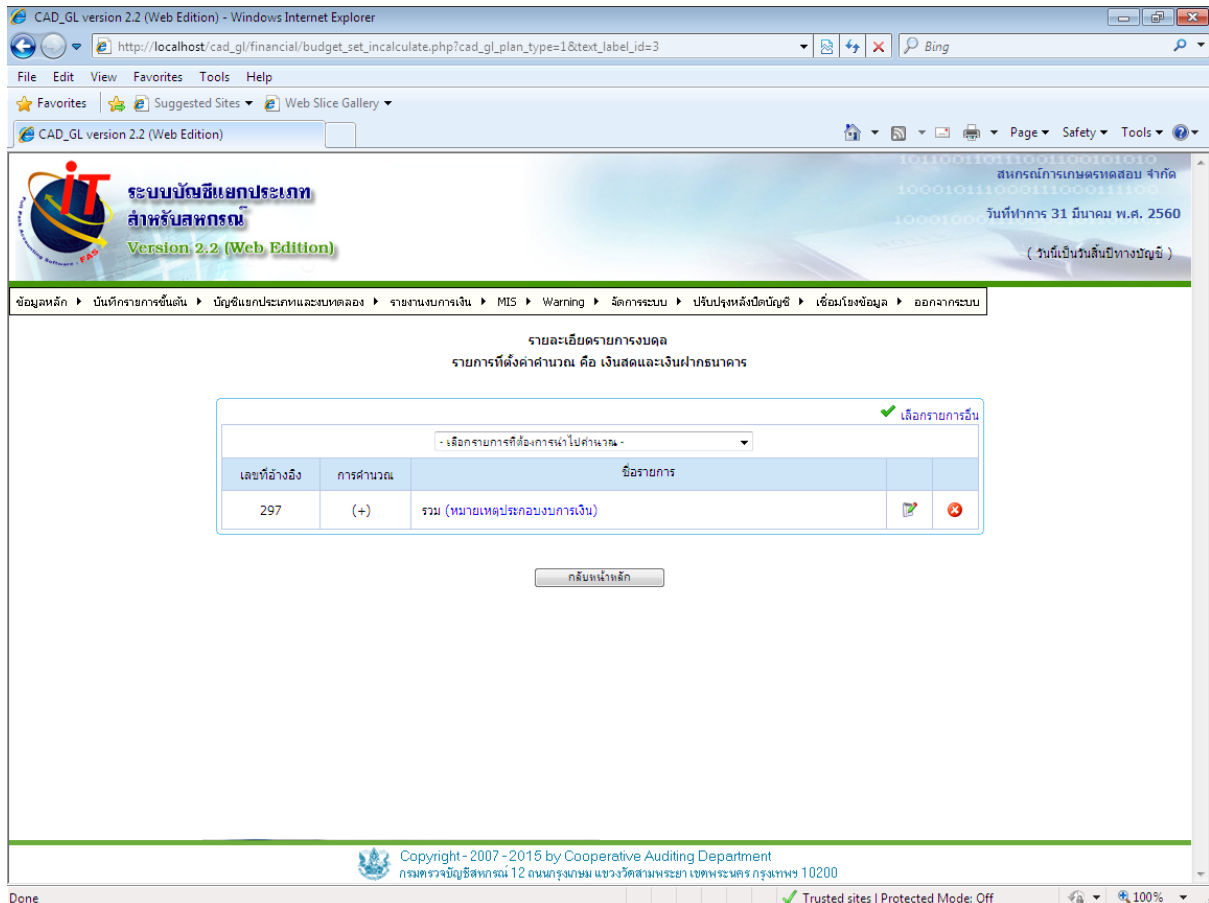 CAD_GL version 2.2 (Web Edition) - Windows Internet Explorer
http://localhost/cad_gl/financial/budget_set_incalculate.php?cad_gl_plan_type=1&text_label_id=3
Bing
File Edit View Favorites Tools Help
Favorites Suggested Sites Web Slice Gallery
CAD_GL version 2.2 (Web Edition)
Page Safety Tools
สหกรณ์การเกษตรทดสอบ จำกัด
iT
ระบบบัญชีแยกประเภท
สำหรับสหกรณ์
Version 2.2 (Web Edition)
วันที่ทำการ 31 มีนาคม พ.ศ. 2560
( วันนี้เป็นวันสิ้นปีทางบัญชี )
ข้อมูลหลัก บันทึกรายการขั้นต้น บัญชีแยกประเภทและงบทดลอง รายงานงบการเงิน MIS Warning จัดการระบบ ปรับปรุงหลังปิดบัญชี เชื่อมโยงข้อมูล ออกจากระบบ
รายละเอียดรายการงบดุล
รายการที่ตั้งค่าคำนวณ คือ เงินสดและเงินฝากธนาคาร
เลือกรายการอื่น
- เลือกรายการที่ต้องการนำไปคำนวณ -
เลขที่อ้างอิง การคำนวณ ชื่อรายการ
297 (+) รวม (หมายเหตุประกอบงบการเงิน)
กลับหน้าหลัก
Copyright - 2007 - 2015 by Cooperative Auditing Department
กรมตรวจบัญชีสหกรณ์ 12 ถนนกรุงเกษม แขวงวัดสามพระยา เขตพระนคร กรุงเทพฯ 10200
Done Trusted sites | Protected Mode: Off 100%